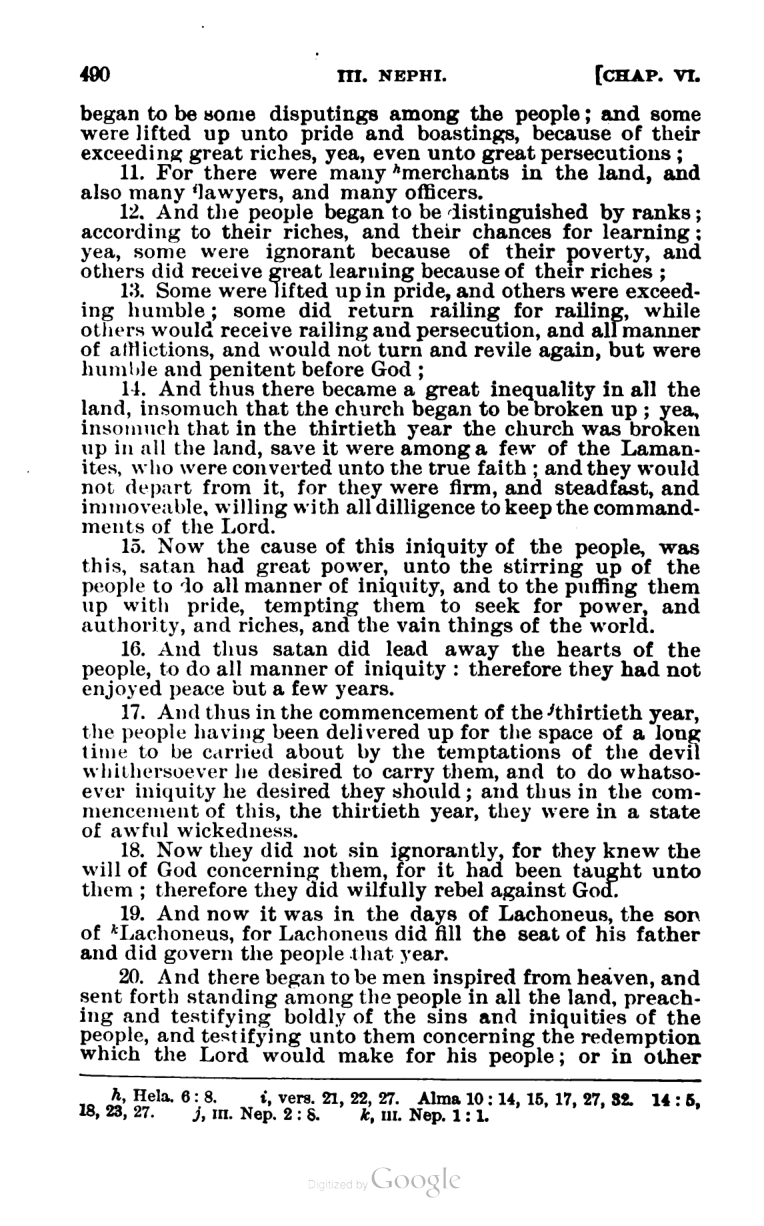 490 III. NEPHI. [CHAP. VI.
began to be some disputings among the people; and some
were lifted up unto pride and boastings, because of their
exceeding great riches, yea, even unto great persecutions;
11. For there were many ʰmerchants in the land, and
also many ⁱlawyers, and many officers.
12. And the people began to be distinguished by ranks;
according to their riches, and their chances for learning;
yea, some were ignorant because of their poverty, and
others did receive great learning because of their riches;
13. Some were lifted up in pride, and others were exceed-
ing humble; some did return railing for railing, while
others would receive railing and persecution, and all manner
of afflictions, and would not turn and revile again, but were
humble and penitent before God;
14. And thus there became a great inequality in all the
land, insomuch that the church began to be broken up; yea,
insomuch that in the thirtieth year the church was broken
up in all the land, save it were among a few of the Laman-
ites, who were converted unto the true faith; and they would
not depart from it, for they were firm, and steadfast, and
immoveable, willing with all dilligence to keep the command-
ments of the Lord.
15. Now the cause of this iniquity of the people, was
this, satan had great power, unto the stirring up of the
people to do all manner of iniquity, and to the puffing them
up with pride, tempting them to seek for power, and
authority, and riches, and the vain things of the world.
16. And thus satan did lead away the hearts of the
people, to do all manner of iniquity: therefore they had not
enjoyed peace but a few years.
17. And thus in the commencement of the ʲthirtieth year,
the people having been delivered up for the space of a long
time to be carried about by the temptations of the devil
whithersoever he desired to carry them, and to do whatso-
ever iniquity he desired they should; and thus in the com-
mencement of this, the thirtieth year, they were in a state
of awful wickedness.
18. Now they did not sin ignorantly, for they knew the
will of God concerning them, for it had been taught unto
them; therefore they did wilfully rebel against God.
19. And now it was in the days of Lachoneus, the son
of ᵏLachoneus, for Lachoneus did fill the seat of his father
and did govern the people that year.
20. And there began to be men inspired from heaven, and
sent forth standing among the people in all the land, preach-
ing and testifying boldly of the sins and iniquities of the
people, and testifying unto them concerning the redemption
which the Lord would make for his people; or in other
h, Hela. 6:8. i, vers. 21, 22, 27. Alma 10:14, 15, 17, 27, 32. 14:5,
18, 23, 27. j, III. Nep. 2:8. k, III. Nep. 1:1.
Digitized by Google